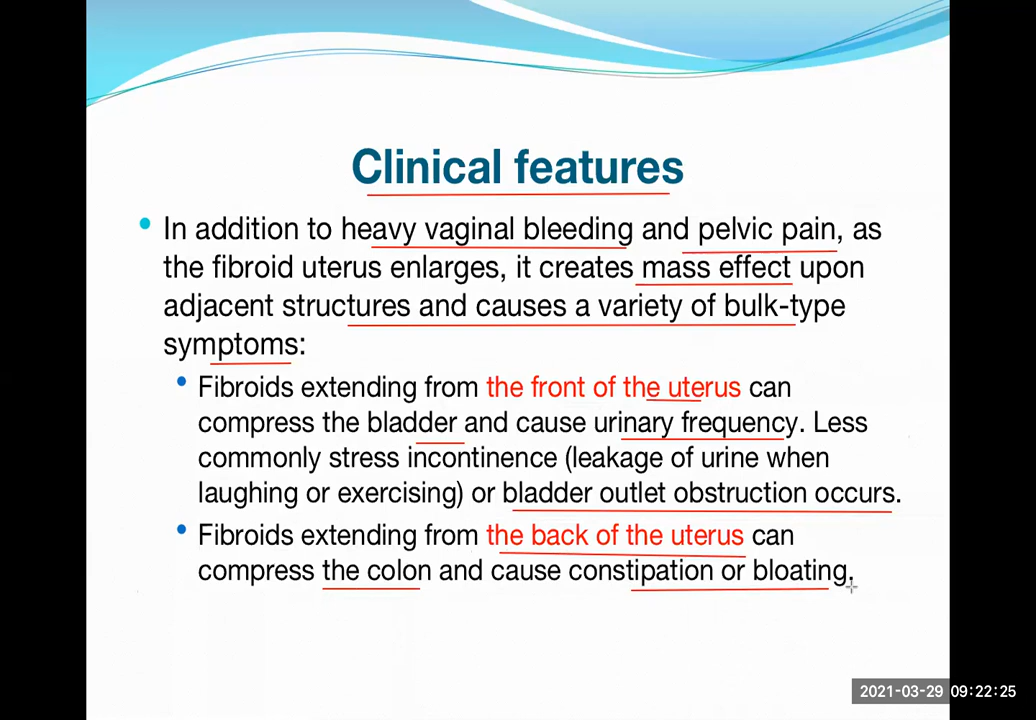 Clinical features
• In addition to heavy vaginal bleeding and pelvic pain, as
the fibroid uterus enlarges, it creates mass effect upon
adjacent structures and causes a variety of bulk-type
symptoms:
• Fibroids extending from the front of the uterus can
compress the bladder and cause urinary frequency. Less
commonly stress incontinence (leakage of urine when
laughing or exercising) or bladder outlet obstruction occurs.
• Fibroids extending from the back of the uterus can
compress the colon and cause constipation or bloating.
2021-03-29 09:22:25